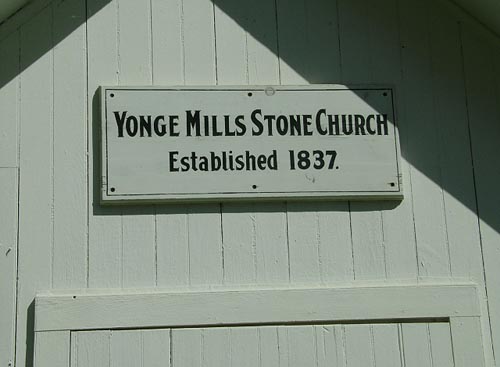 YONGE MILLS STONE CHURCH
Established 1837.